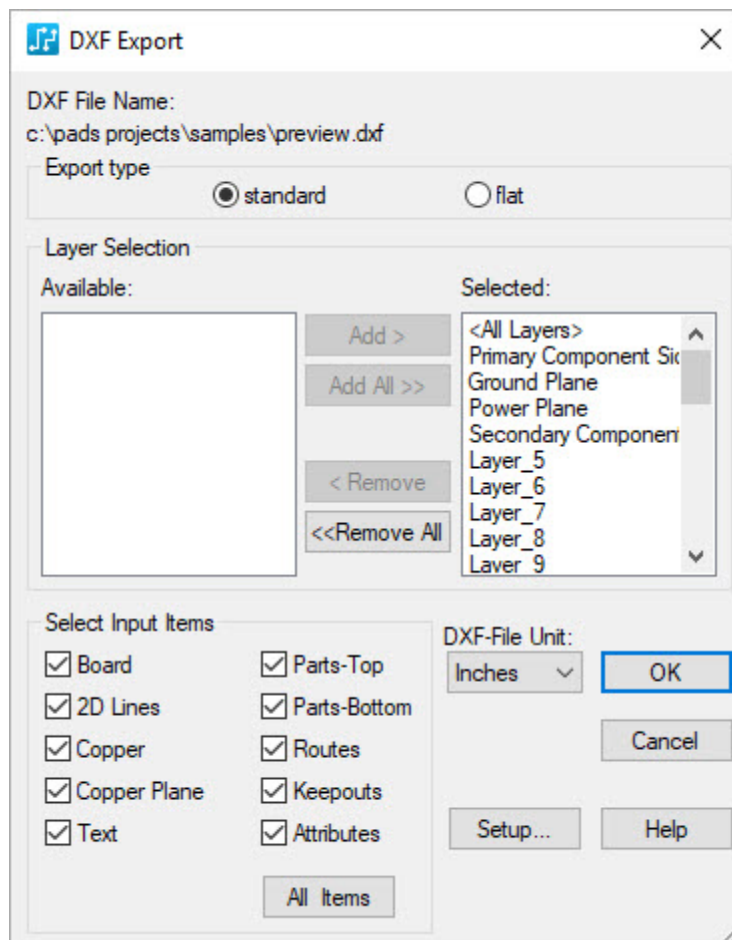 DXF Export
DXF File Name:
c:\pads projects\samples\preview.dxf
Export type
standard
flat
Layer Selection
Available:
Selected:
Add >
Add All >>
< Remove
<<Remove All
<All Layers>
Primary Component Sic
Ground Plane
Power Plane
Secondary Component
Layer_5
Layer_6
Layer_7
Layer_8
Layer_9
Select Input Items
Board
Parts-Top
2D Lines
Parts-Bottom
Copper
Routes
Copper Plane
Keepouts
Text
Attributes
All Items
DXF-File Unit:
Inches
OK
Cancel
Setup...
Help